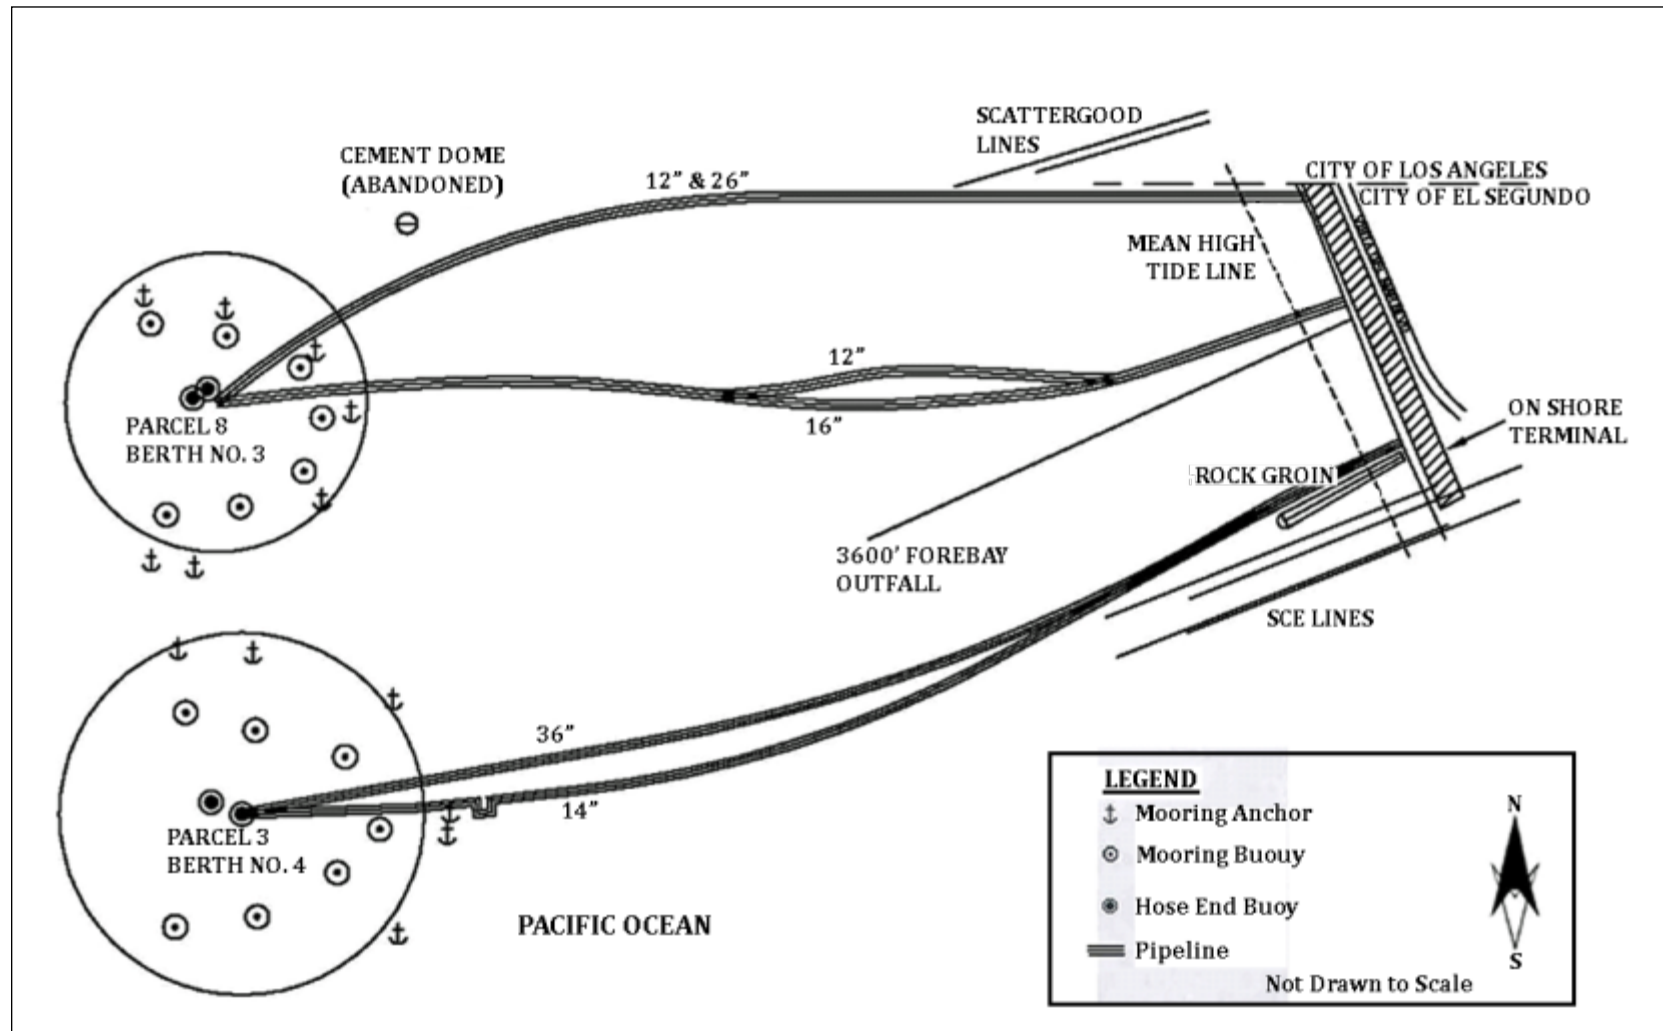 SCATTERGOOD
LINES
CEMENT DOME
(ABANDONED)
12” & 26”
CITY OF LOS ANGELES
CITY OF EL SEGUNDO
MEAN HIGH
TIDE LINE
12”
16”
PARCEL 8
BERTH NO. 3
ON SHORE
TERMINAL
ROCK GROIN
3600’ FOREBAY
OUTFALL
SCE LINES
36”
14”
PARCEL 3
BERTH NO. 4
PACIFIC OCEAN
LEGEND
Mooring Anchor
Mooring Buouy
Hose End Buoy
Pipeline
N
S
Not Drawn to Scale